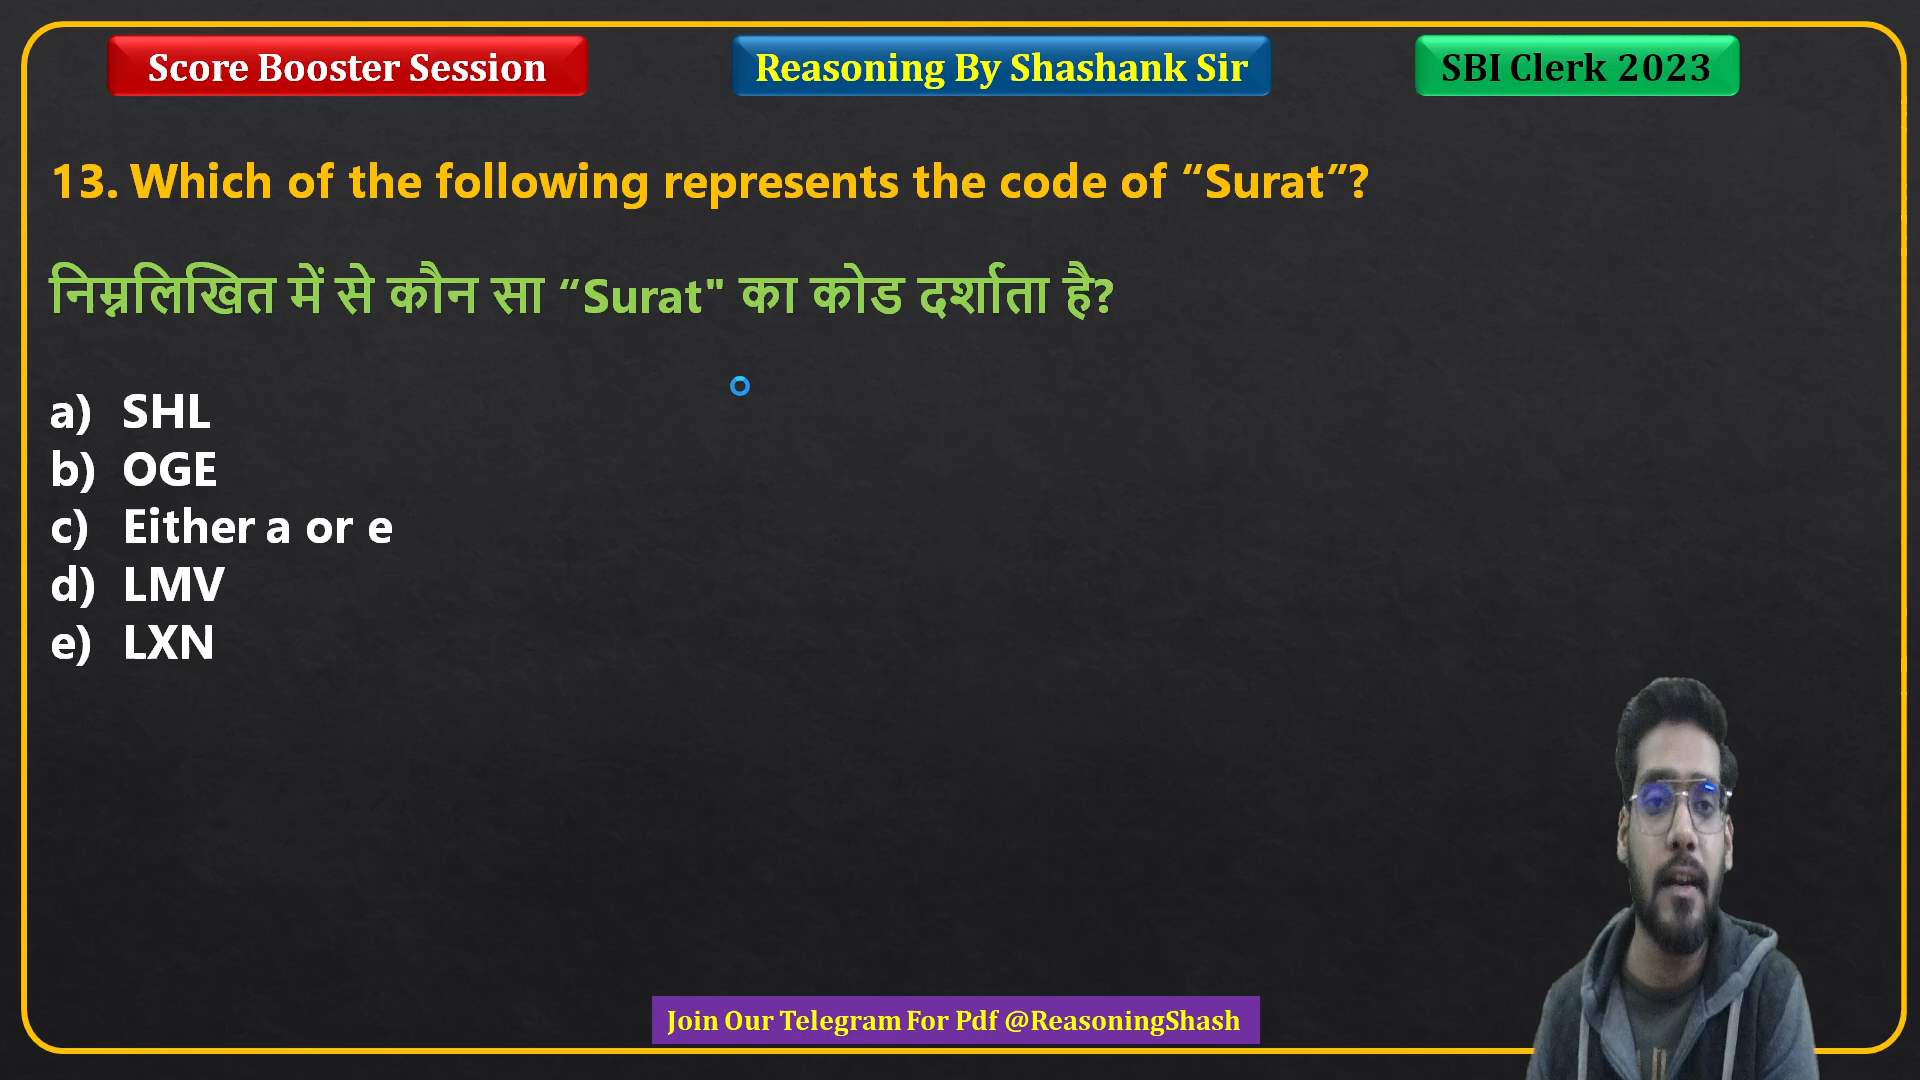 Score Booster Session
Reasoning By Shashank Sir
SBI Clerk 2023
13. Which of the following represents the code of “Surat”?
निम्नलिखित में से कौन सा “Surat" का कोड दर्शाता है?
a) SHL
b) OGE
c) Either a or e
d) LMV
e) LXN
Join Our Telegram For Pdf @ReasoningShash